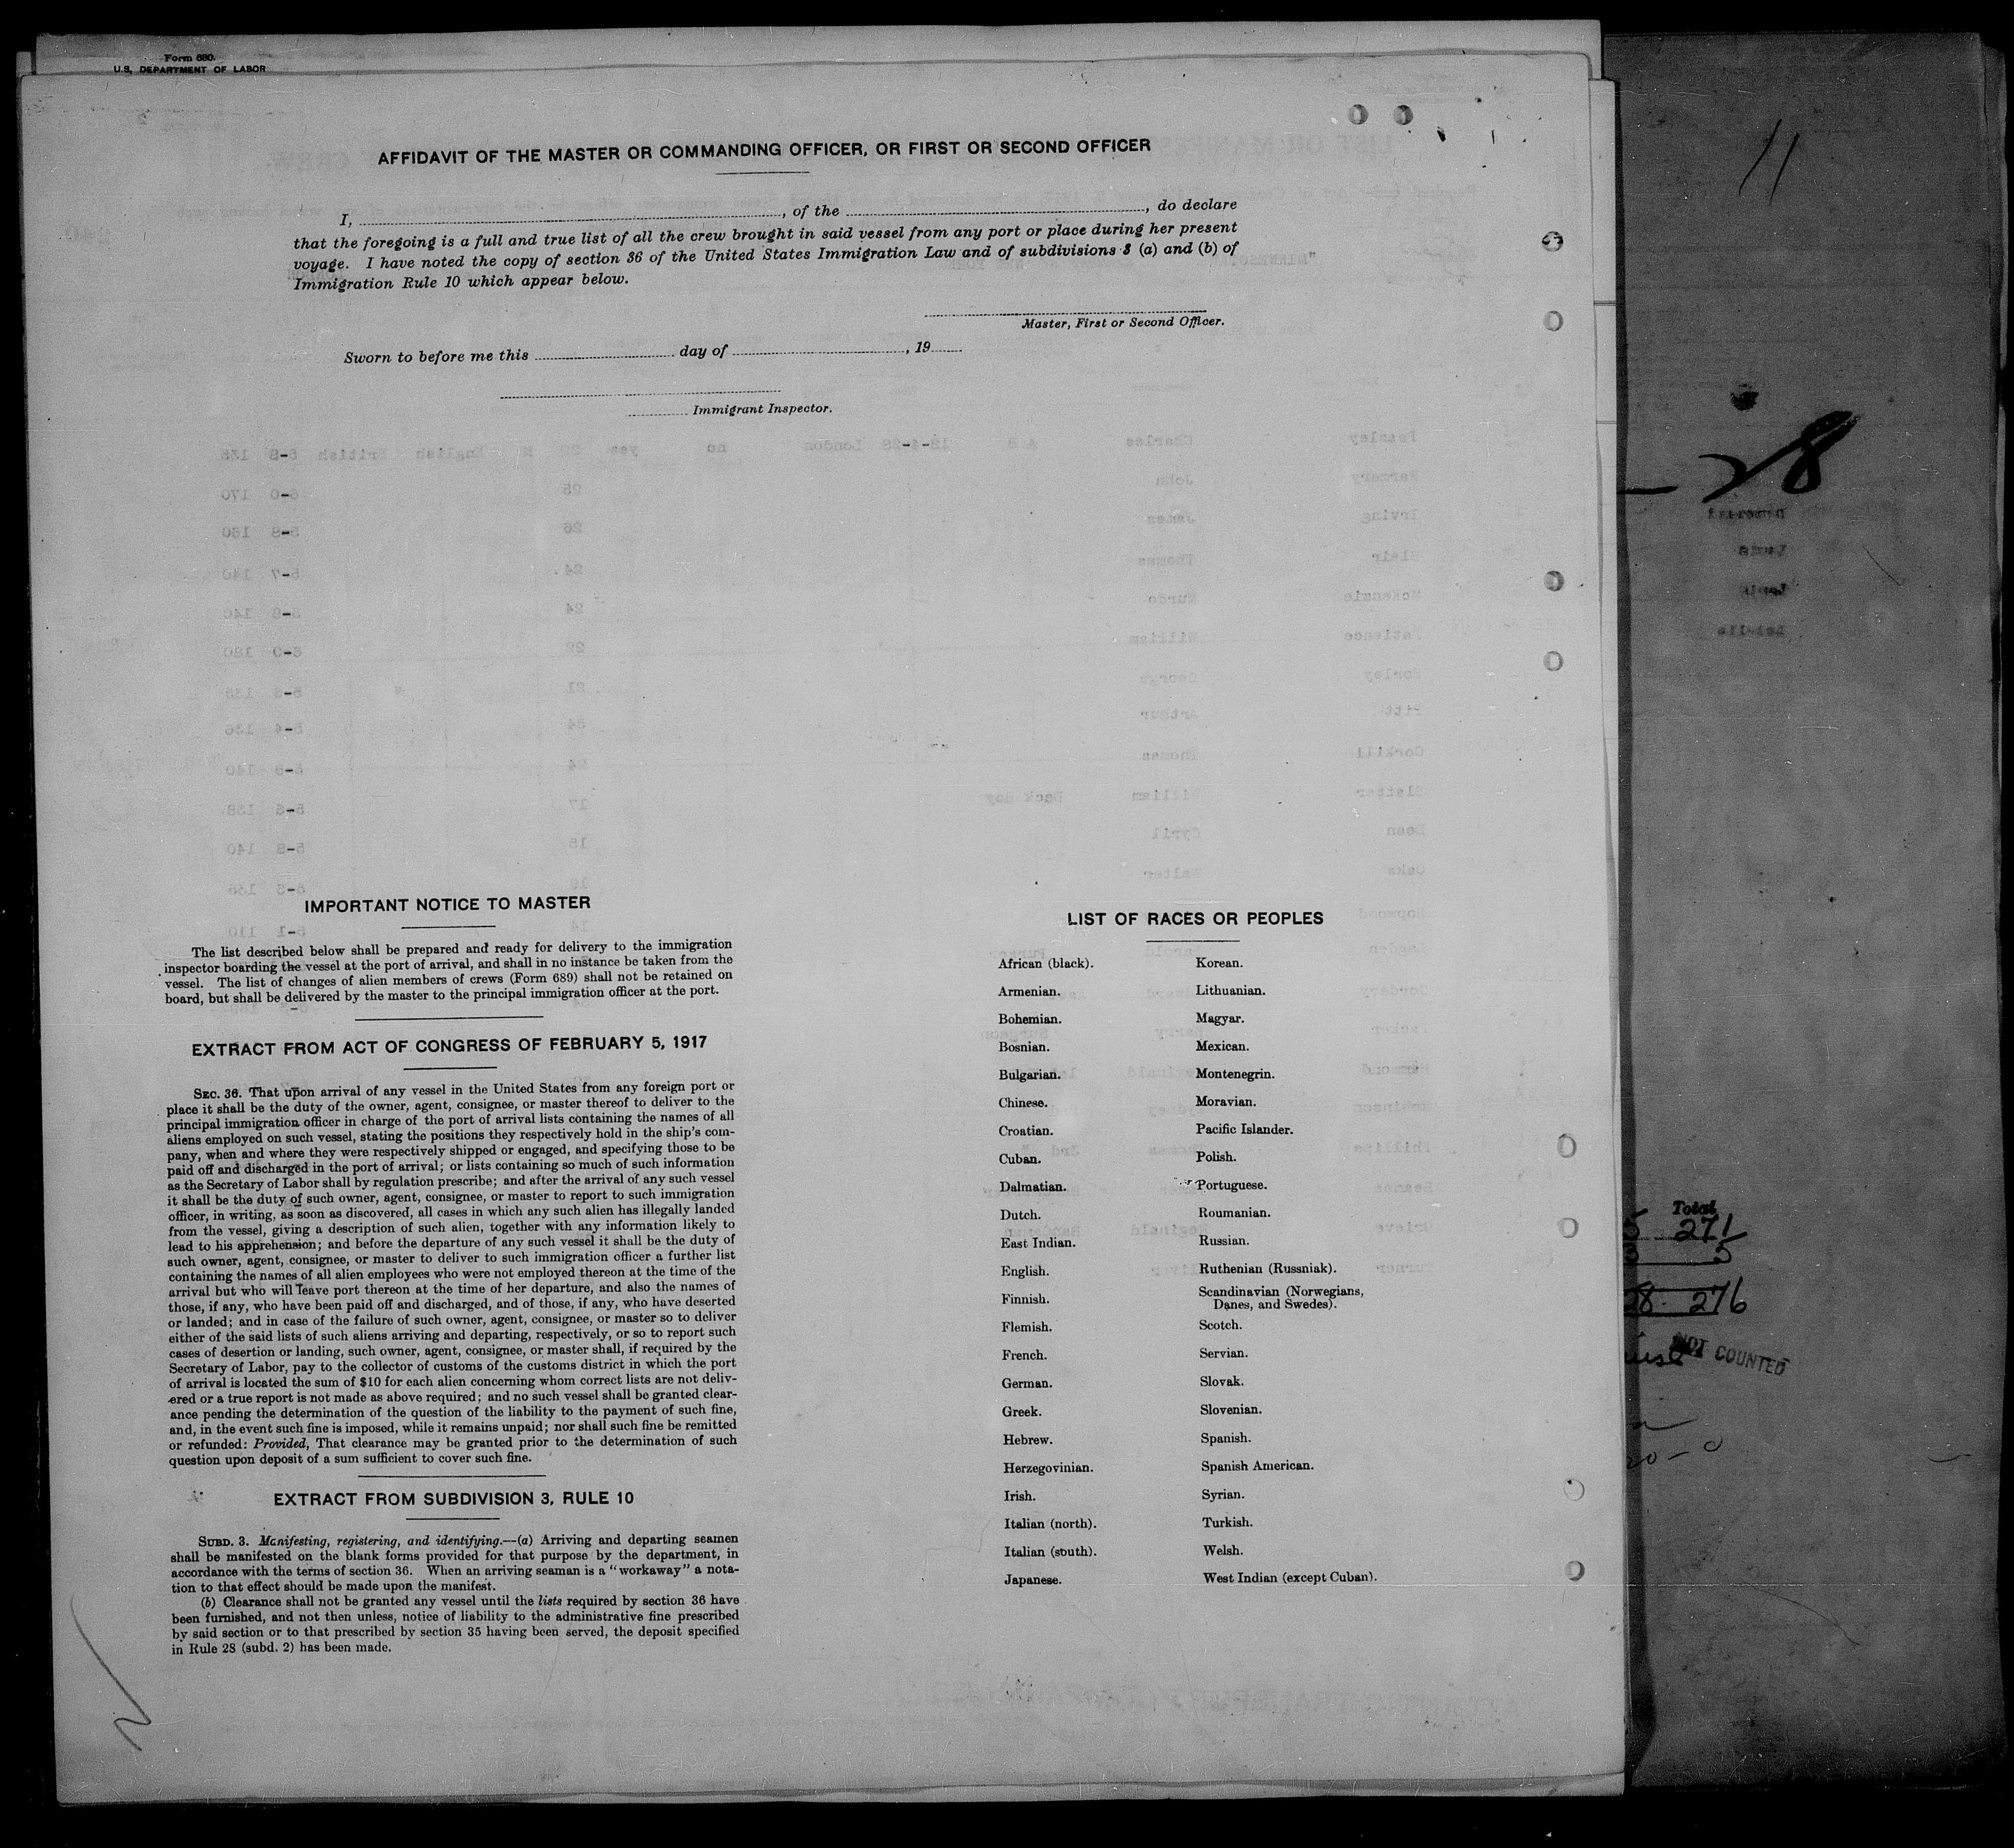 Form 680.
U.S. DEPARTMENT OF LABOR
AFFIDAVIT OF THE MASTER OR COMMANDING OFFICER, OR FIRST OR SECOND OFFICER
I, , of the , do declare
that the foregoing is a full and true list of all the crew brought in said vessel from any port or place during her present
voyage. I have noted the copy of section 36 of the United States Immigration Law and of subdivisions 3 (a) and (b) of
Immigration Rule 10 which appear below.
Master, First or Second Officer.
Sworn to before me this day of , 19
Immigrant Inspector.
IMPORTANT NOTICE TO MASTER
The list described below shall be prepared and ready for delivery to the immigration
inspector boarding the vessel at the port of arrival, and shall in no instance be taken from the
vessel. The list of changes of alien members of crews (Form 689) shall not be retained on
board, but shall be delivered by the master to the principal immigration officer at the port.
EXTRACT FROM ACT OF CONGRESS OF FEBRUARY 5, 1917
SEC. 36. That upon arrival of any vessel in the United States from any foreign port or
place it shall be the duty of the owner, agent, consignee, or master thereof to deliver to the
principal immigration officer in charge of the port of arrival lists containing the names of all
aliens employed on such vessel, stating the positions they respectively hold in the ship's com-
pany, when and where they were respectively shipped or engaged, and specifying those to be
paid off and discharged in the port of arrival; or lists containing so much of such information
as the Secretary of Labor shall by regulation prescribe; and after the arrival of any such vessel
it shall be the duty of such owner, agent, consignee, or master to report to such immigration
officer, in writing, as soon as discovered, all cases in which any such alien has illegally landed
from the vessel, giving a description of such alien, together with any information likely to
lead to his apprehension; and before the departure of any such vessel it shall be the duty of
such owner, agent, consignee, or master to deliver to such immigration officer a further list
containing the names of all alien employees who were not employed thereon at the time of the
arrival but who will leave port thereon at the time of her departure, and also the names of
those, if any, who have been paid off and discharged, and of those, if any, who have deserted
or landed; and in case of the failure of such owner, agent, consignee, or master so to deliver
either of the said lists of such aliens arriving and departing, respectively, or so to report such
cases of desertion or landing, such owner, agent, consignee, or master shall, if required by the
Secretary of Labor, pay to the collector of customs of the customs district in which the port
of arrival is located the sum of $10 for each alien concerning whom correct lists are not deliv-
ered or a true report is not made as above required; and no such vessel shall be granted clear-
ance pending the determination of the question of the liability to the payment of such fine,
and, in the event such fine is imposed, while it remains unpaid; nor shall such fine be remitted
or refunded: Provided, That clearance may be granted prior to the determination of such
question upon deposit of a sum sufficient to cover such fine.
EXTRACT FROM SUBDIVISION 3, RULE 10
SUBD. 3. Manifesting, registering, and identifying.—(a) Arriving and departing seamen
shall be manifested on the blank forms provided for that purpose by the department, in
accordance with the terms of section 36. When an arriving seaman is a "workaway" a nota-
tion to that effect should be made upon the manifest.
(b) Clearance shall not be granted any vessel until the lists required by section 36 have
been furnished, and not then unless, notice of liability to the administrative fine prescribed
by said section or to that prescribed by section 35 having been served, the deposit specified
in Rule 28 (subd. 2) has been made.
LIST OF RACES OR PEOPLES
African (black).
Armenian.
Bohemian.
Bosnian.
Bulgarian.
Chinese.
Croatian.
Cuban.
Dalmatian.
Dutch.
East Indian.
English.
Finnish.
Flemish.
French.
German.
Greek.
Hebrew.
Herzegovinian.
Irish.
Italian (north).
Italian (south).
Japanese.
Korean.
Lithuanian.
Magyar.
Mexican.
Montenegrin.
Moravian.
Pacific Islander.
Polish.
Portuguese.
Roumanian.
Russian.
Ruthenian (Russniak).
Scandinavian (Norwegians,
Danes, and Swedes).
Scotch.
Servian.
Slovak.
Slovenian.
Spanish.
Spanish American.
Syrian.
Turkish.
Welsh.
West Indian (except Cuban).
11
28
Total
5 271
5
28 276
NOT COUNTED